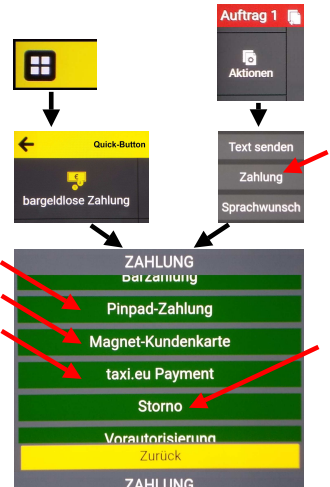 Auftrag 1
Aktionen
Quick-Button
bargeldlose Zahlung
Text senden
Zahlung
Sprachwunsch
ZAHLUNG
Barzahlung
Pinpad-Zahlung
Magnet-Kundenkarte
taxi.eu Payment
Storno
Vorautorisierung
Zurück
ZAHLUNG